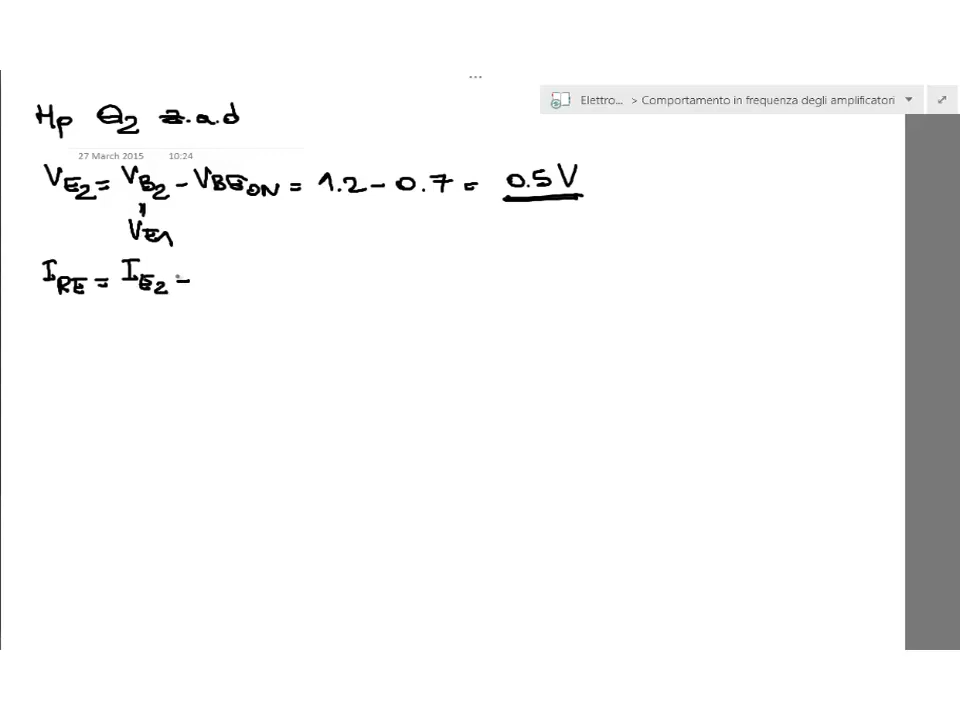 ...
Elettro... > Comportamento in frequenza degli amplificatori
Hp Q2 z.a.d
27 March 2015 10:24
VE2 = VB2 - VBEON = 1.2 - 0.7 = 0.5 V
VE1
IRE = IE2 =